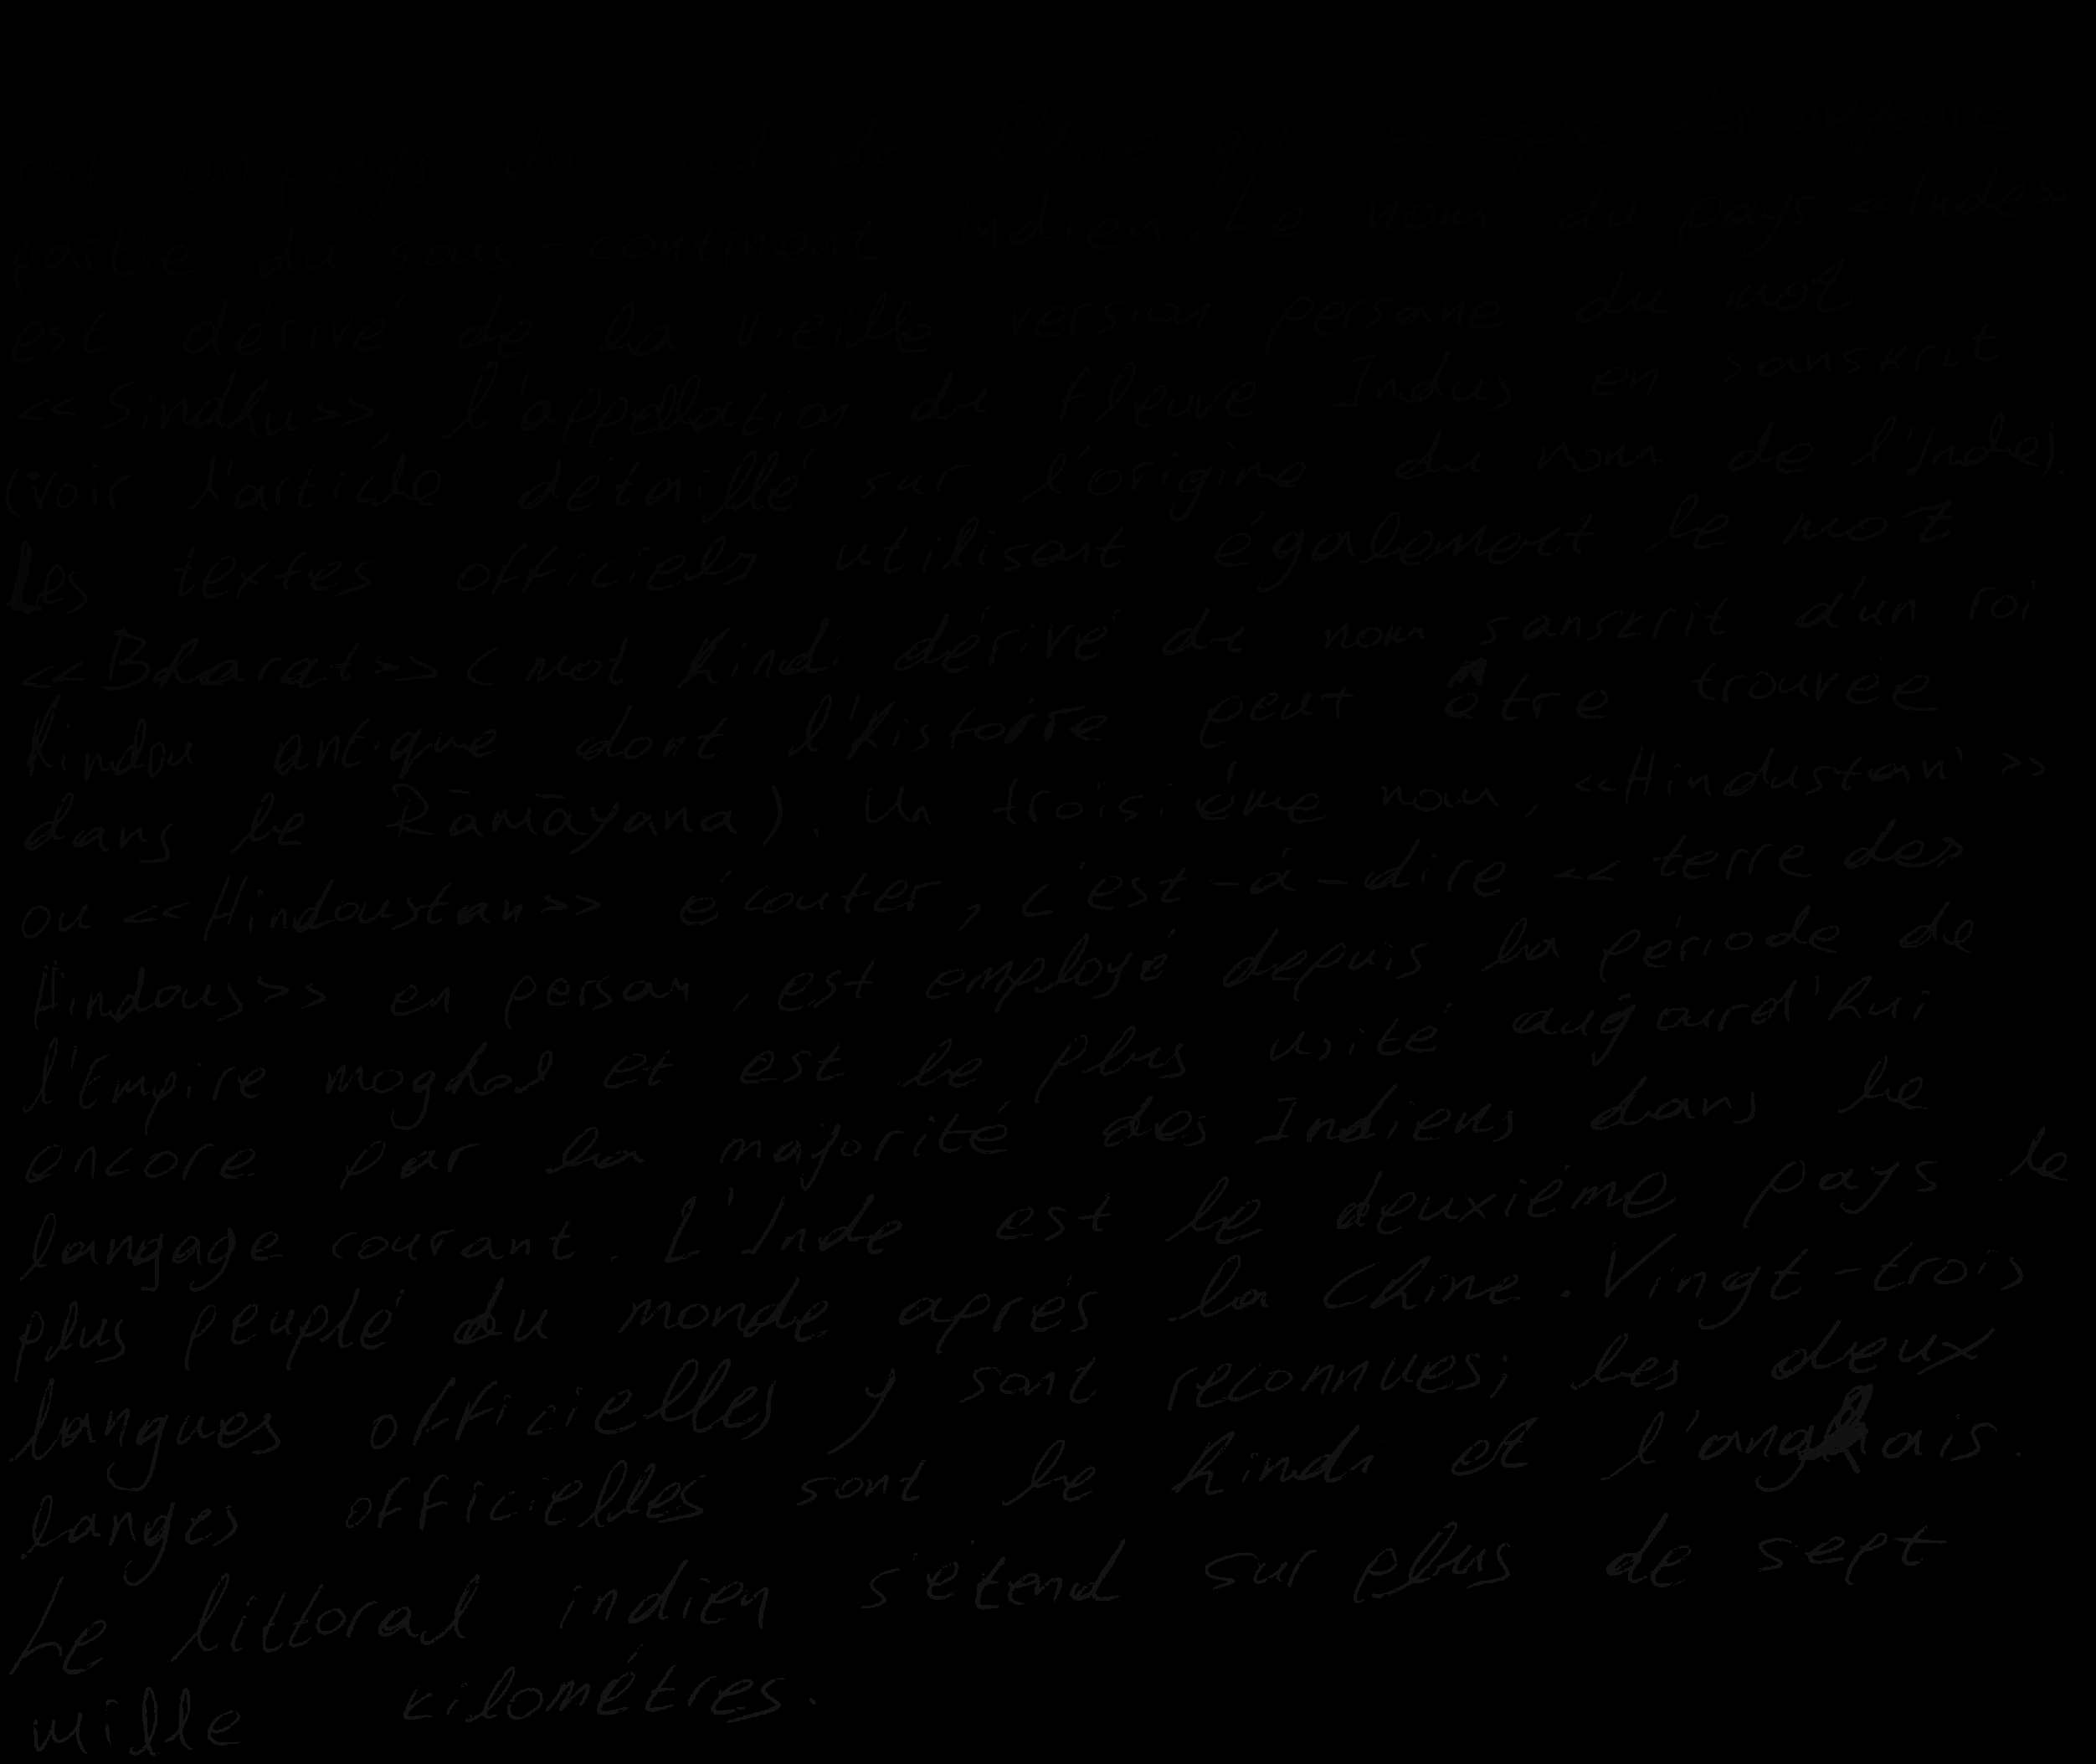 est un pays du sud de l'Asie qui occupe la majeure
partie du sous-continent indien. Le nom du pays «Inde»
est dérivé de la vieille version persane du mot
«Sindhu», l'appellation du fleuve Indus en sanskrit
(voir l'article détaillé sur l'origine du nom de l'Inde).
Les textes officiels utilisent également le mot
«Bharat» (mot hindi dérivé du nom sanskrit d'un roi
hindou antique dont l'histoire peut être trouvée
dans le Rāmāyana). Un troisième nom, «Hindustan»
ou «Hindoustan» écouter, c'est-à-dire «terre des
Hindous» en persan, est employé depuis la période de
l'Empire moghol et est le plus usité aujourd'hui
encore par la majorité des Indiens dans le
langage courant. L'Inde est le deuxième pays le
plus peuplé du monde après la Chine. Vingt-trois
langues officielles y sont reconnues; les deux
langes officielles sont le hindi et l'anglais.
Le littoral indien s'étend sur plus de sept
mille kilomètres.